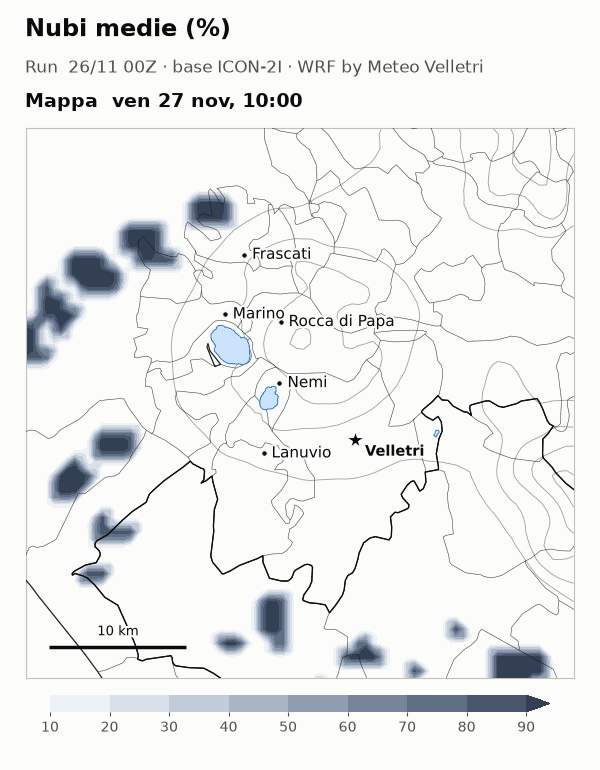 Nubi medie (%)
Run 26/11 00Z · base ICON-2I · WRF by Meteo Velletri
Mappa ven 27 nov, 10:00
Frascati
Marino
Rocca di Papa
Nemi
Velletri
Lanuvio
10 km
10 20 30 40 50 60 70 80 90